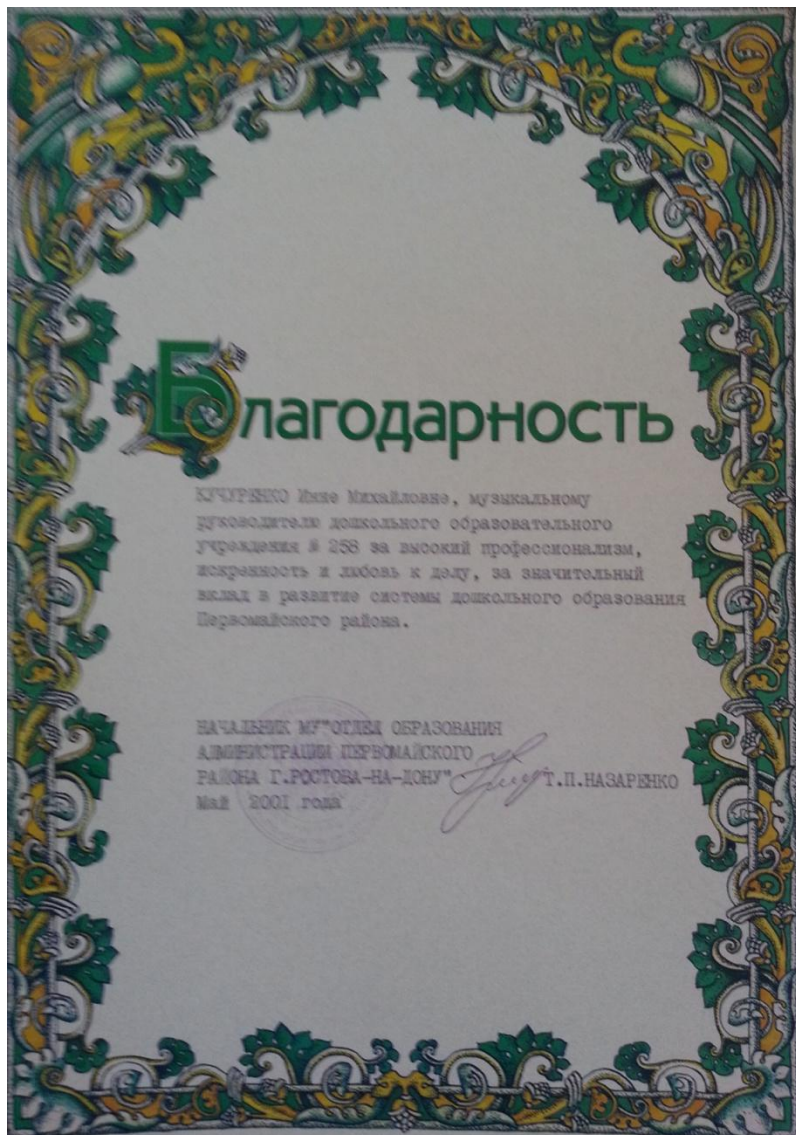 Благодарность
КУЧУРЕНКО Инне Михайловне, музыкальному
руководителю дошкольного образовательного
учреждения № 258 за высокий профессионализм,
искренность и любовь к делу, за значительный
вклад в развитие системы дошкольного образования
Первомайского района.
НАЧАЛЬНИК МУ"ОТДЕЛ ОБРАЗОВАНИЯ
АДМИНИСТРАЦИИ ПЕРВОМАЙСКОГО
РАЙОНА Г.РОСТОВА-НА-ДОНУ" Т.П.НАЗАРЕНКО
Май 2001 года